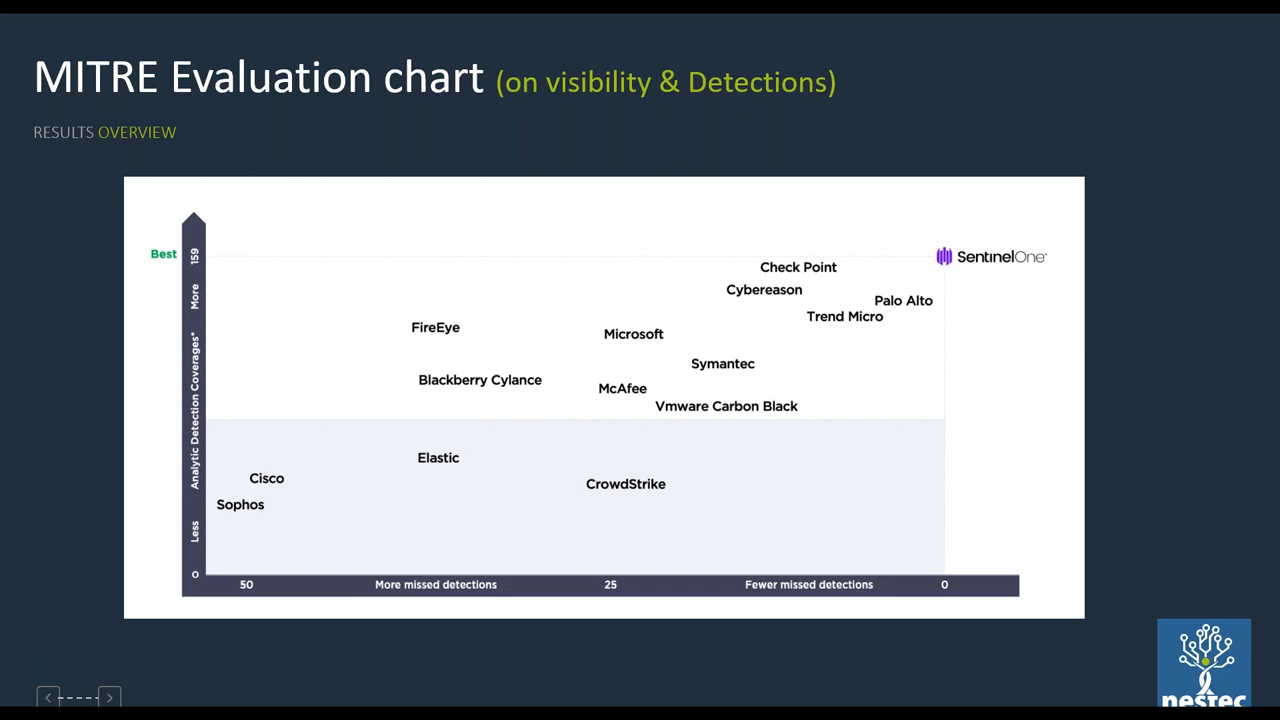 MITRE Evaluation chart (on visibility & Detections)
RESULTS OVERVIEW
Best
159
More
Analytic Detection Coverages*
Less
0
SentinelOne
Check Point
Cybereason
Palo Alto
Trend Micro
FireEye
Microsoft
Symantec
Blackberry Cylance
McAfee
Vmware Carbon Black
Elastic
Cisco
CrowdStrike
Sophos
50
More missed detections
25
Fewer missed detections
0
nestec